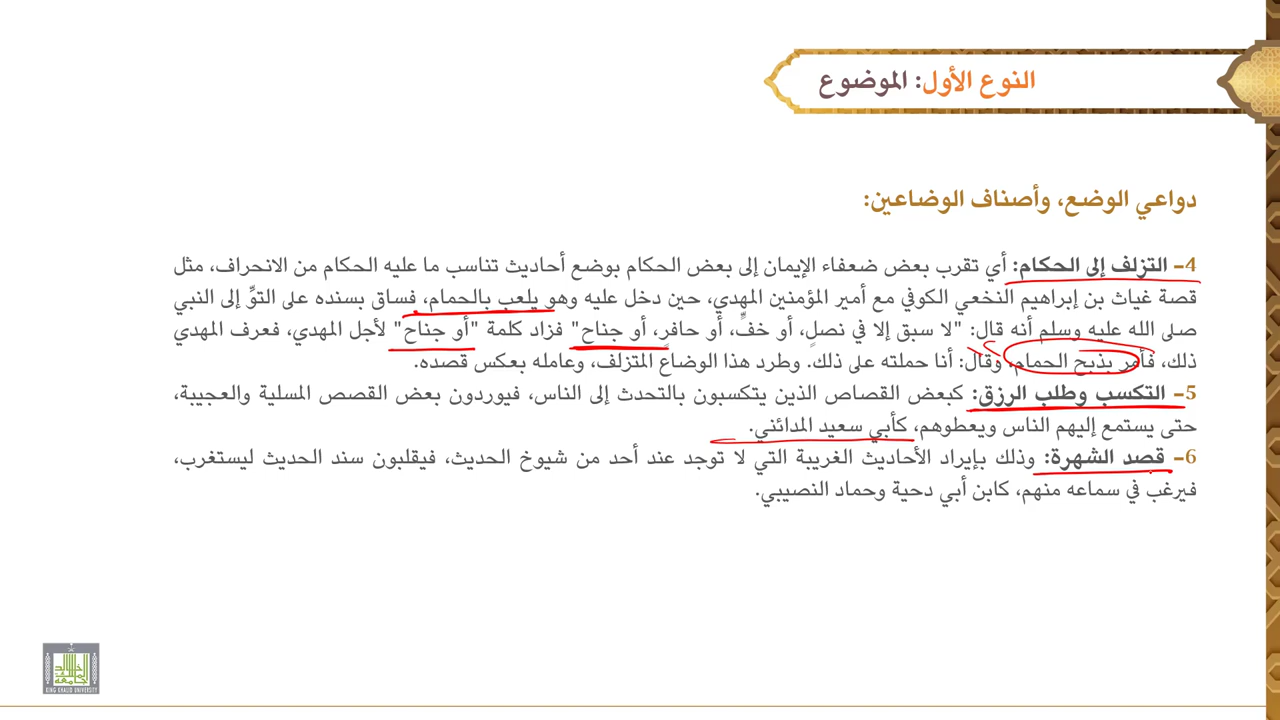 النوع الأول: الموضوع
دواعي الوضع، وأصناف الوضاعين:
4- التزلف إلى الحكام: أي تقرب بعض ضعفاء الإيمان إلى بعض الحكام بوضع أحاديث تناسب ما عليه الحكام من الانحراف، مثل
قصة غياث بن إبراهيم النخعي الكوفي مع أمير المؤمنين المهدي، حين دخل عليه وهو يلعب بالحمام، فساق بسنده على التوِّ إلى النبي
صلى الله عليه وسلم أنه قال: "لا سبق إلا في نصلٍ، أو خفٍّ، أو حافرٍ، أو جناح" فزاد كلمة "أو جناح" لأجل المهدي، فعرف المهدي
ذلك، فأمر بذبح الحمام، وقال: أنا حملته على ذلك. وطرد هذا الوضاع المتزلف، وعامله بعكس قصده.
5- التكسب وطلب الرزق: كبعض القصاص الذين يتكسبون بالتحدث إلى الناس، فيوردون بعض القصص المسلية والعجيبة،
حتى يستمع إليهم الناس ويعطوهم، كأبي سعيد المدائني.
6- قصد الشهرة: وذلك بإيراد الأحاديث الغريبة التي لا توجد عند أحد من شيوخ الحديث، فيقلبون سند الحديث ليستغرب،
فيرغب في سماعه منهم، كابن أبي دحية وحماد النصيبي.
جامعة الملك خالد
KING KHALID UNIVERSITY